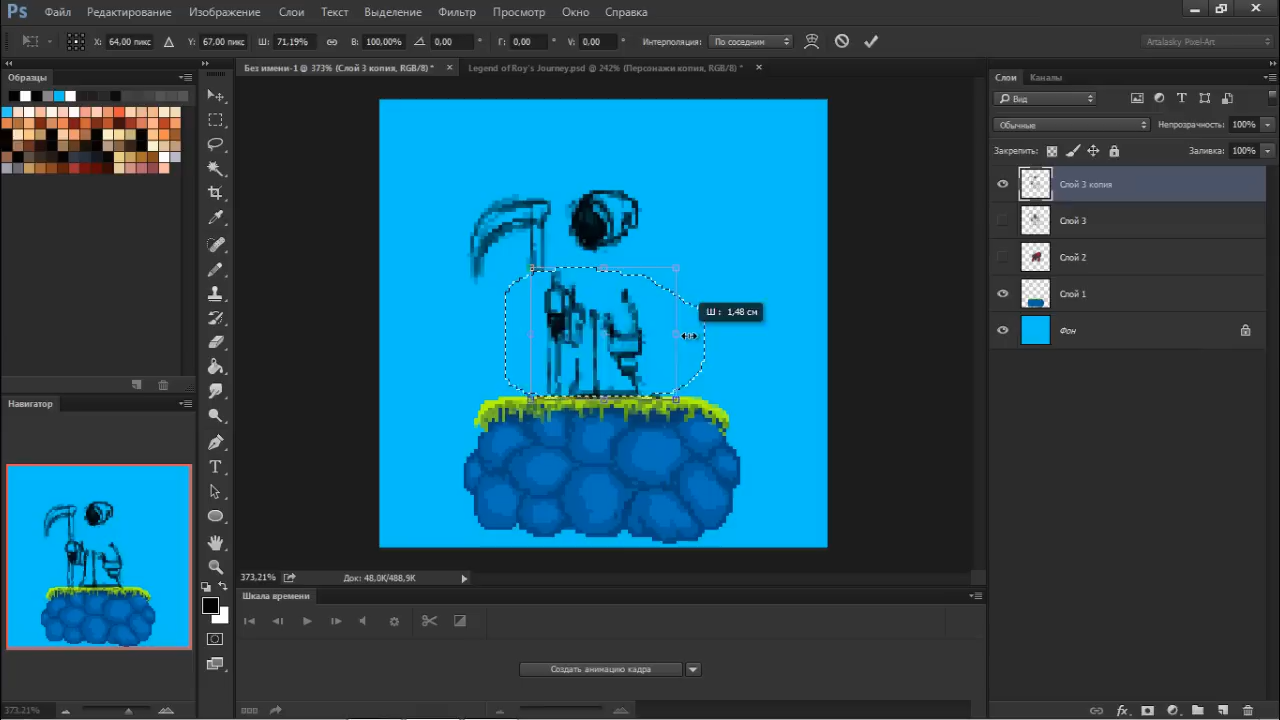 Ps Файл Редактирование Изображение Слои Текст Выделение Фильтр Просмотр Окно Справка
X: 64,00 пикс Y: 67,00 пикс Ш: 71,19% В: 100,00% 0,00 ° Г: 0,00 ° V: 0,00 ° Интерполяция: По соседним Artalasky Pixel-Art
Без имени-1 @ 373% (Слой 3 копия, RGB/8) * Legend of Roy's Journey.psd @ 242% (Персонажи копия, RGB/8) *
Образцы
Слои Каналы
Вид
Обычные Непрозрачность: 100%
Закрепить: Заливка: 100%
Слой 3 копия
Слой 3
Слой 2
Слой 1
Фон
Ш : 1,48 см
Навигатор
373,21% Док: 48,0K/488,9K
Шкала времени
Создать анимацию кадра
373,21%
fx